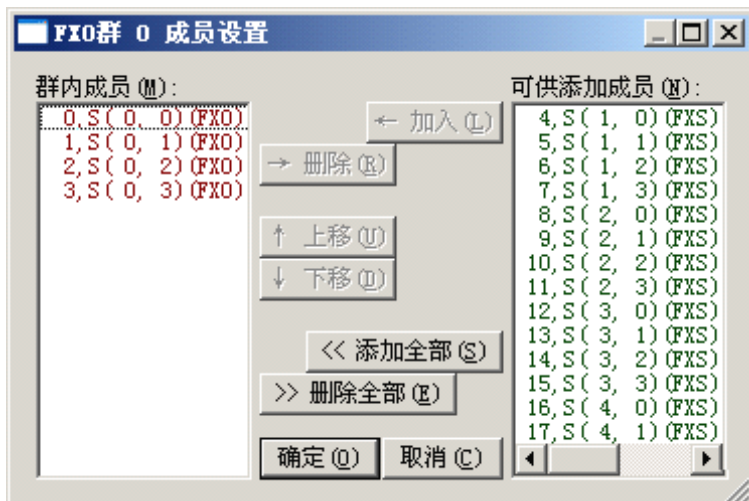 FXO群 0 成员设置
群内成员(M):
0,S( 0, 0)(FXO)
1,S( 0, 1)(FXO)
2,S( 0, 2)(FXO)
3,S( 0, 3)(FXO)
← 加入(L)
→ 删除(R)
↑ 上移(U)
↓ 下移(D)
<< 添加全部(S)
>> 删除全部(E)
确定(O)
取消(C)
可供添加成员(N):
4,S( 1, 0)(FXS)
5,S( 1, 1)(FXS)
6,S( 1, 2)(FXS)
7,S( 1, 3)(FXS)
8,S( 2, 0)(FXS)
9,S( 2, 1)(FXS)
10,S( 2, 2)(FXS)
11,S( 2, 3)(FXS)
12,S( 3, 0)(FXS)
13,S( 3, 1)(FXS)
14,S( 3, 2)(FXS)
15,S( 3, 3)(FXS)
16,S( 4, 0)(FXS)
17,S( 4, 1)(FXS)